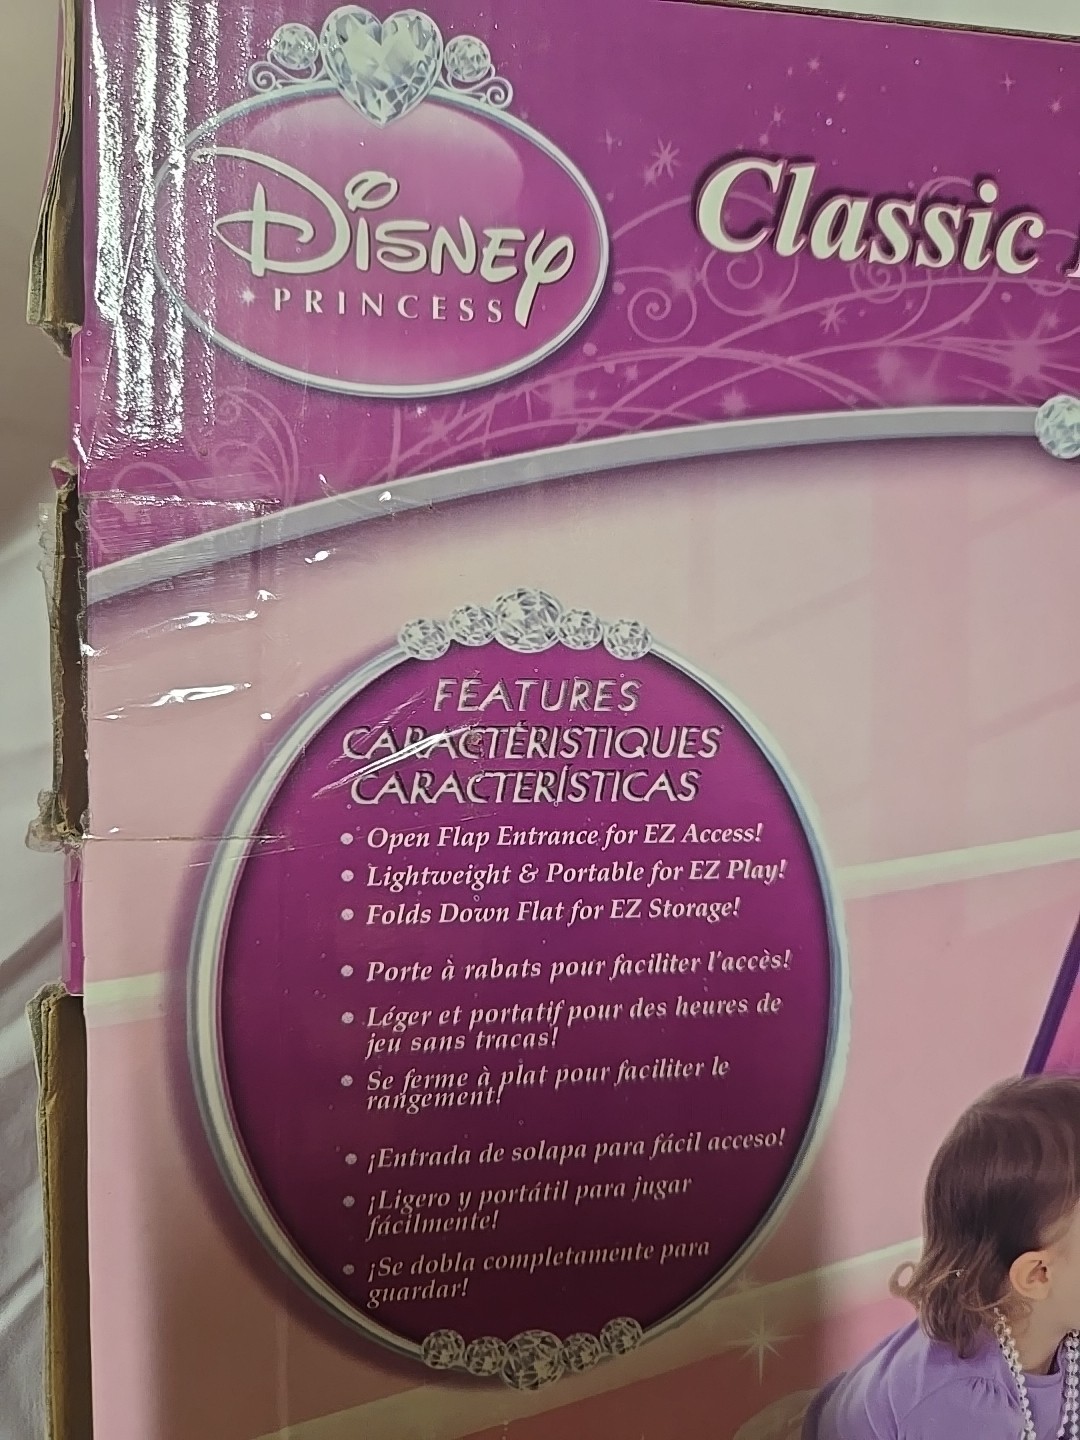 Disney
PRINCESS
Classic
FEATURES
CARACTÉRISTIQUES
CARACTERÍSTICAS
• Open Flap Entrance for EZ Access!
• Lightweight & Portable for EZ Play!
• Folds Down Flat for EZ Storage!
• Porte à rabats pour faciliter l'accès!
• Léger et portatif pour des heures de
jeu sans tracas!
• Se ferme à plat pour faciliter le
rangement!
• ¡Entrada de solapa para fácil acceso!
• ¡Ligero y portátil para jugar
fácilmente!
• ¡Se dobla completamente para
guardar!